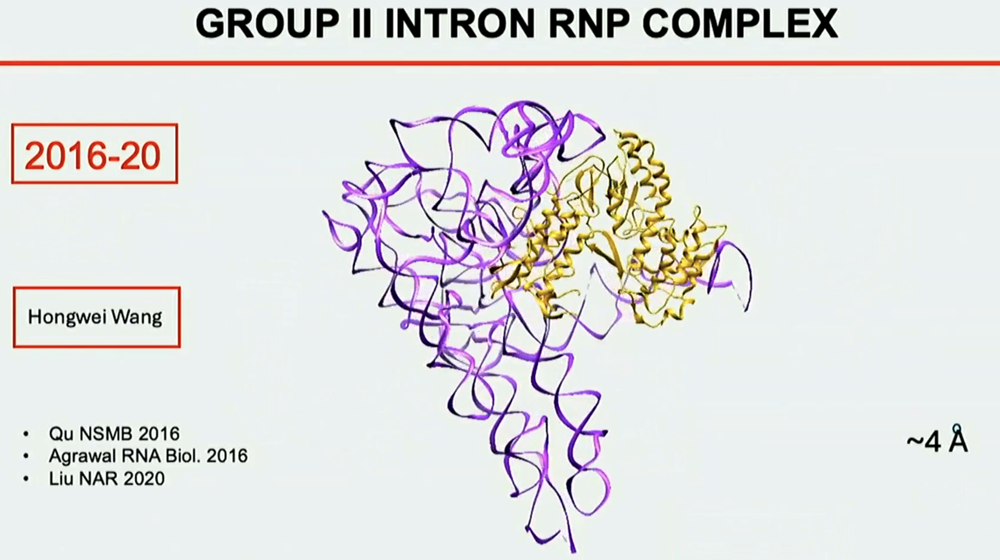 GROUP II INTRON RNP COMPLEX
2016-20
Hongwei Wang
• Qu NSMB 2016
• Agrawal RNA Biol. 2016
• Liu NAR 2020
~4 Å